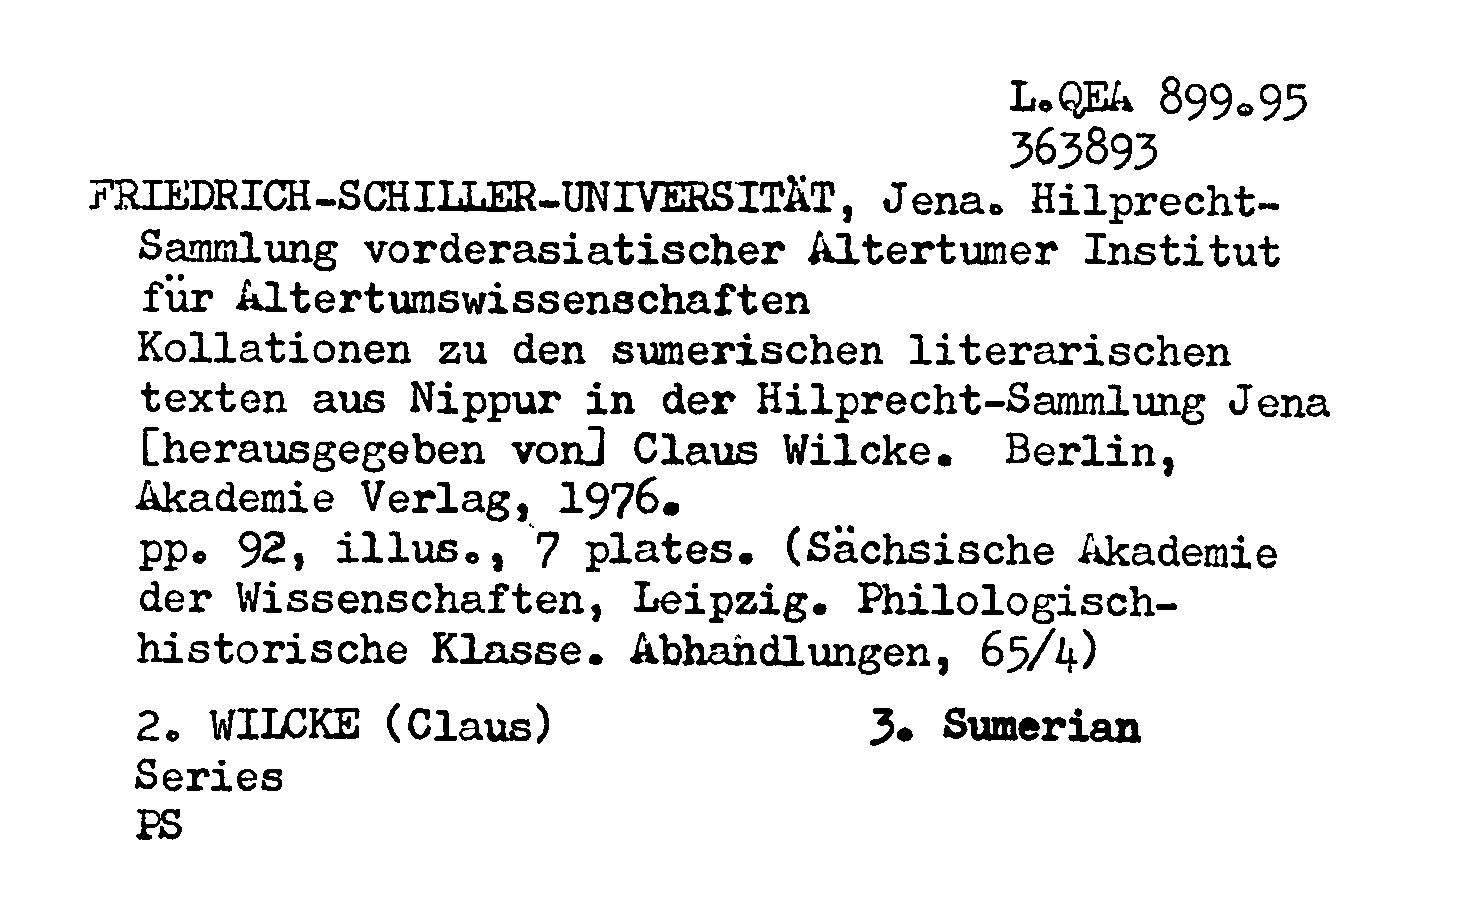 L.QEA 899.95
363893
FRIEDRICH-SCHILLER-UNIVERSITÄT, Jena. Hilprecht-
Sammlung vorderasiatischer Altertumer Institut
für Altertumswissenschaften
Kollationen zu den sumerischen literarischen
texten aus Nippur in der Hilprecht-Sammlung Jena
[herausgegeben von] Claus Wilcke. Berlin,
Akademie Verlag, 1976.
pp. 92, illus., 7 plates. (Sächsische Akademie
der Wissenschaften, Leipzig. Philologisch-
historische Klasse. Abhandlungen, 65/4)
2. WILCKE (Claus) 3. Sumerian
Series
PS